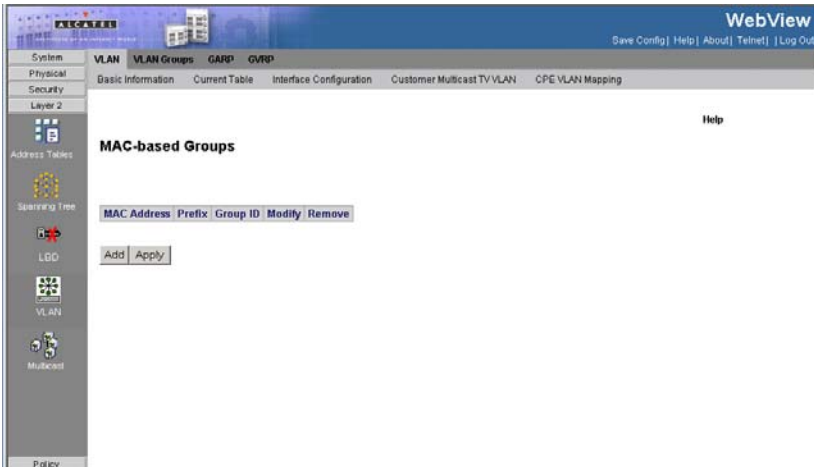 ALCATEL
WebView
Save Config| Help| About| Telnet| |Log Out
System
Physical
Security
Layer 2
Address Tables
Spanning Tree
LBD
VLAN
Multicast
Policy
VLAN VLAN Groups GARP GVRP
Basic Information Current Table Interface Configuration Customer Multicast TV VLAN CPE VLAN Mapping
Help
MAC-based Groups
MAC Address Prefix Group ID Modify Remove
Add Apply